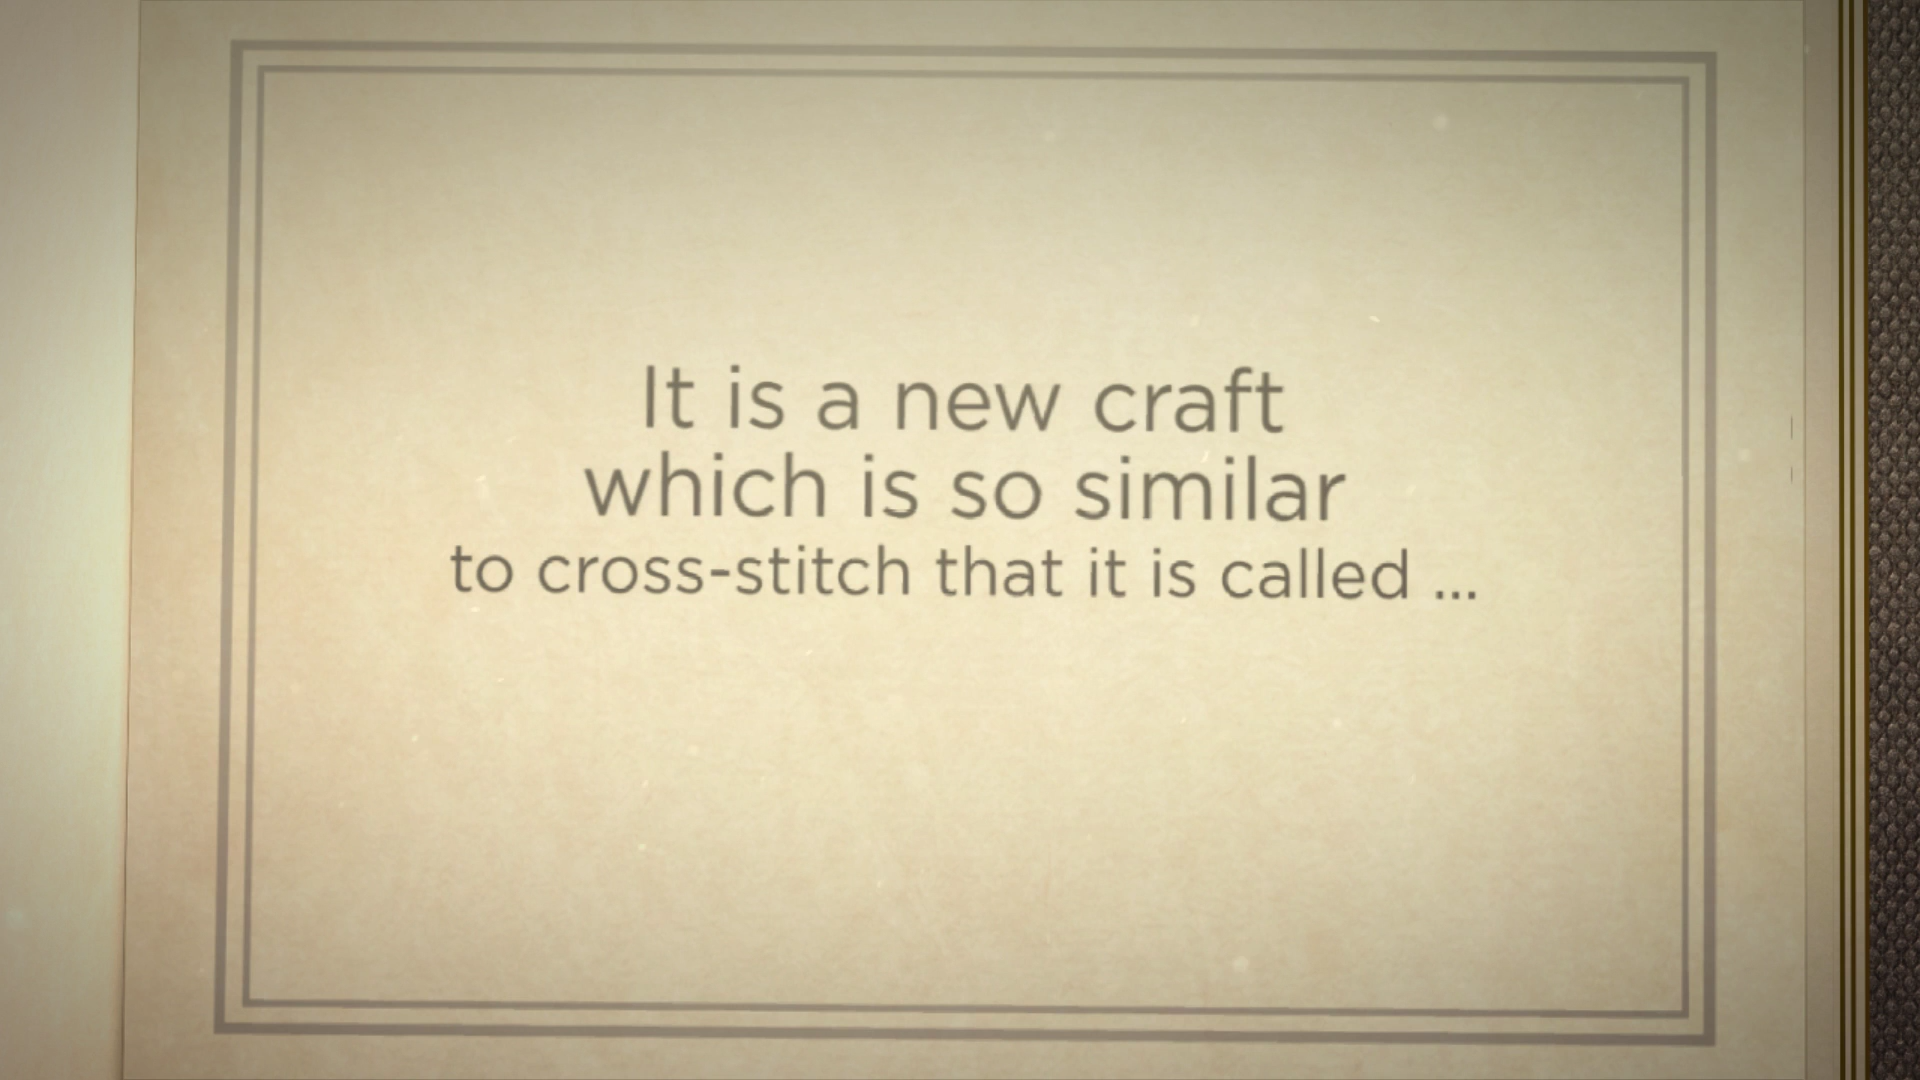 It is a new craft
which is so similar
to cross-stitch that it is called ...